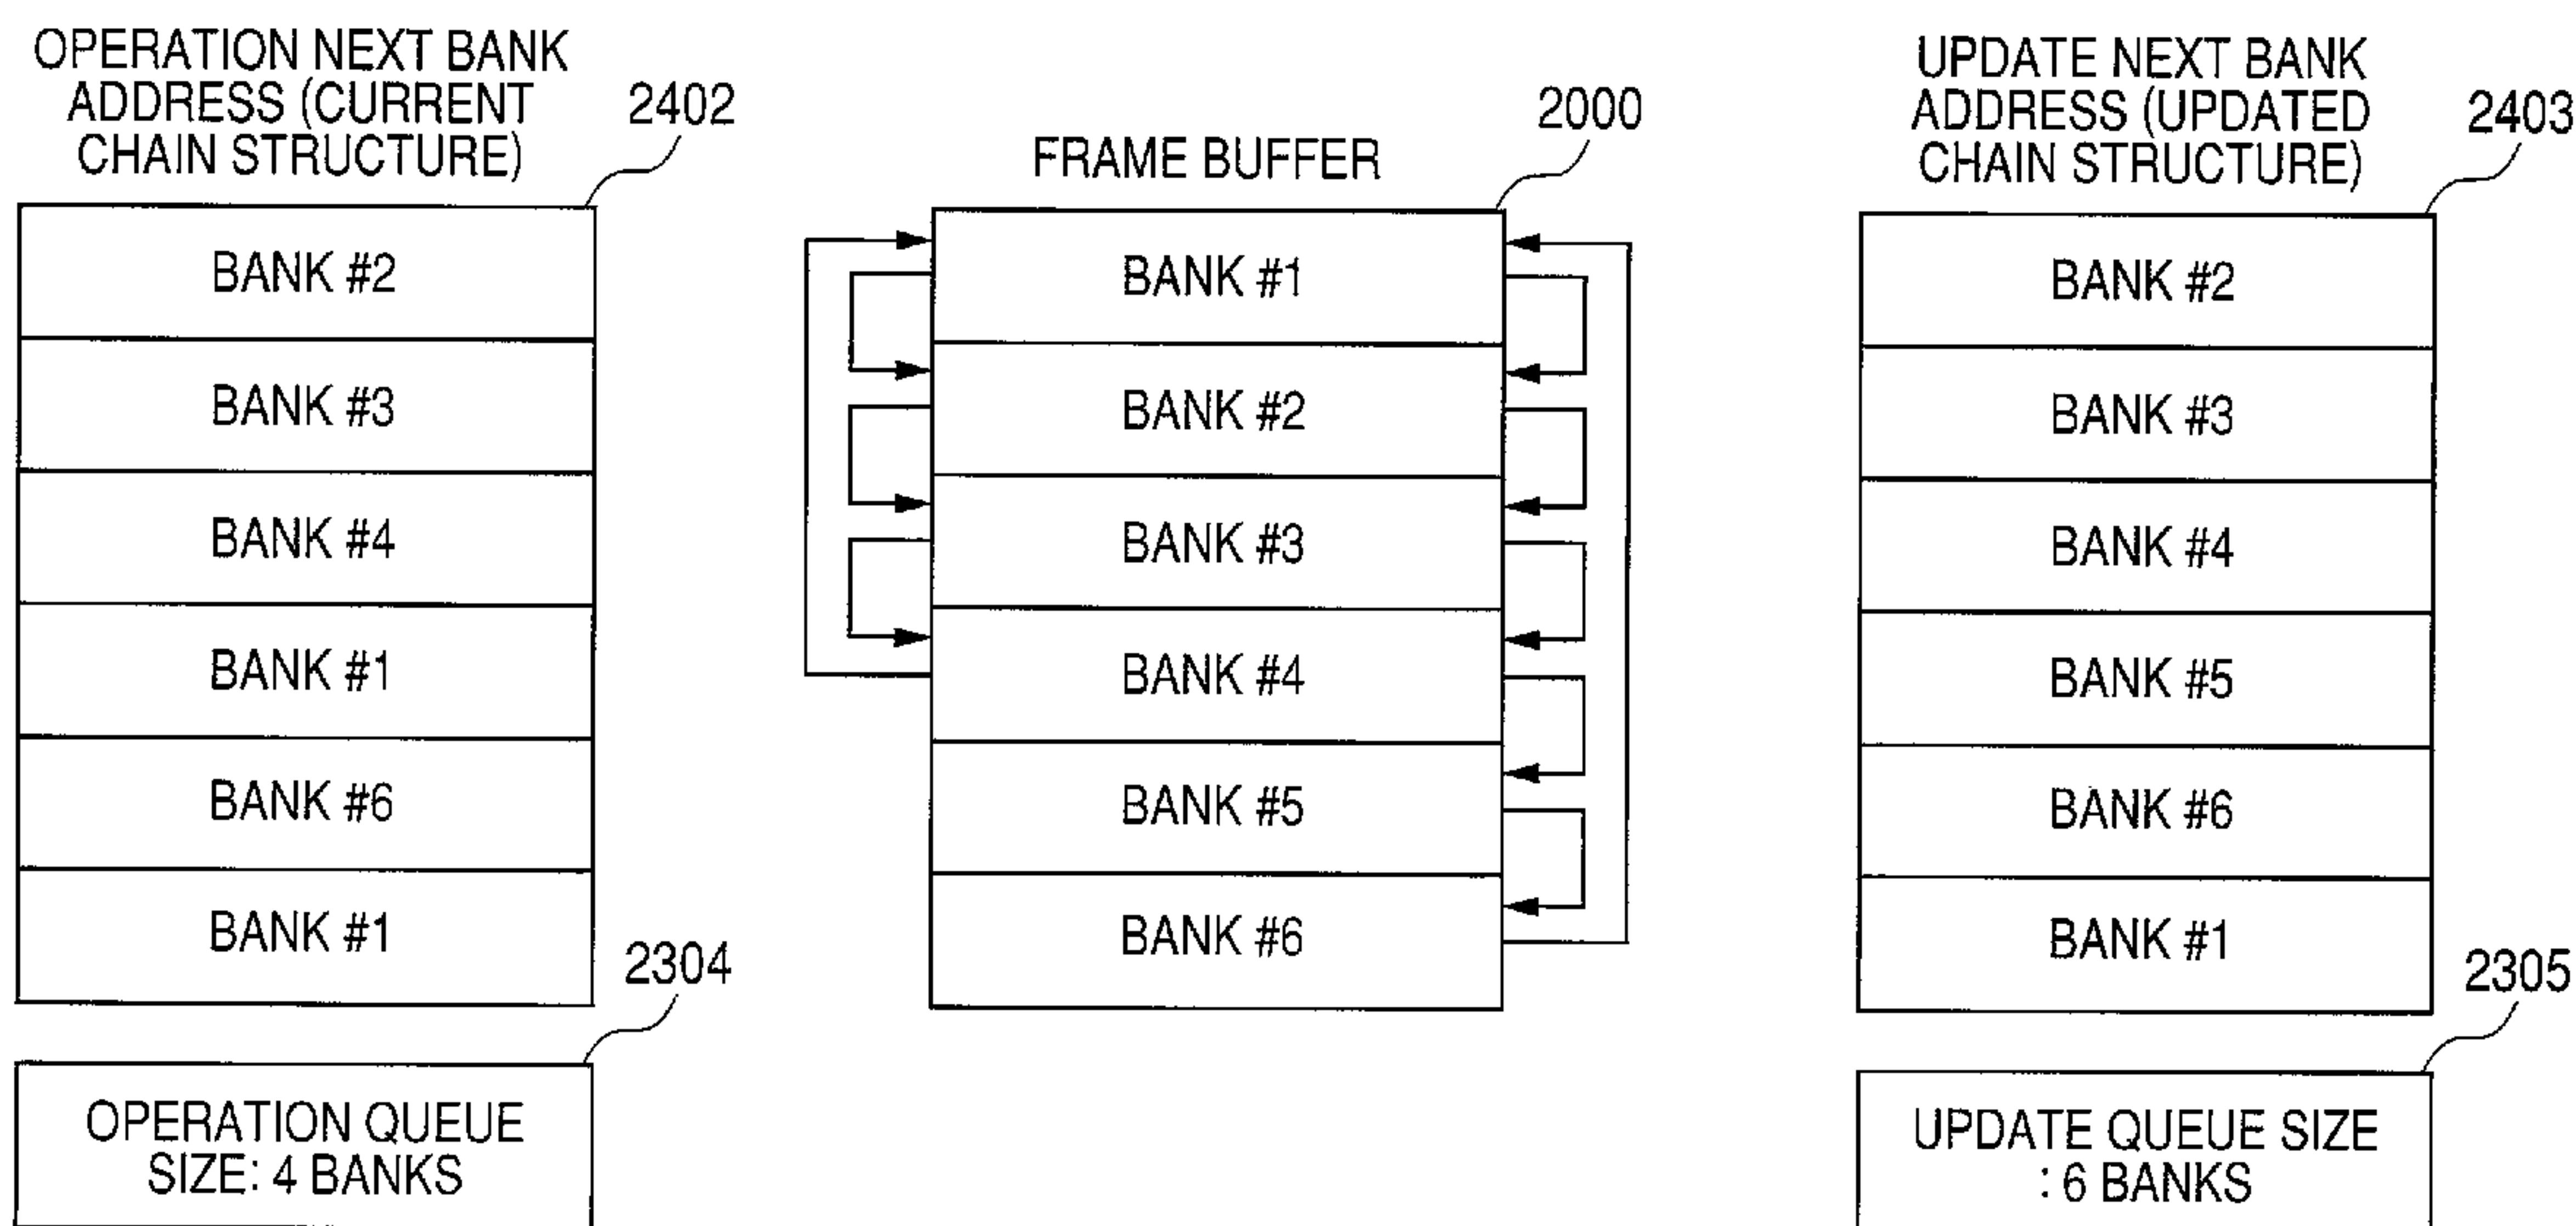 OPERATION NEXT BANK
ADDRESS (CURRENT
CHAIN STRUCTURE)
2402
BANK #2
BANK #3
BANK #4
BANK #1
BANK #6
BANK #1
2304
OPERATION QUEUE
SIZE: 4 BANKS
FRAME BUFFER
2000
BANK #1
BANK #2
BANK #3
BANK #4
BANK #5
BANK #6
UPDATE NEXT BANK
ADDRESS (UPDATED
CHAIN STRUCTURE)
2403
BANK #2
BANK #3
BANK #4
BANK #5
BANK #6
BANK #1
2305
UPDATE QUEUE SIZE
: 6 BANKS